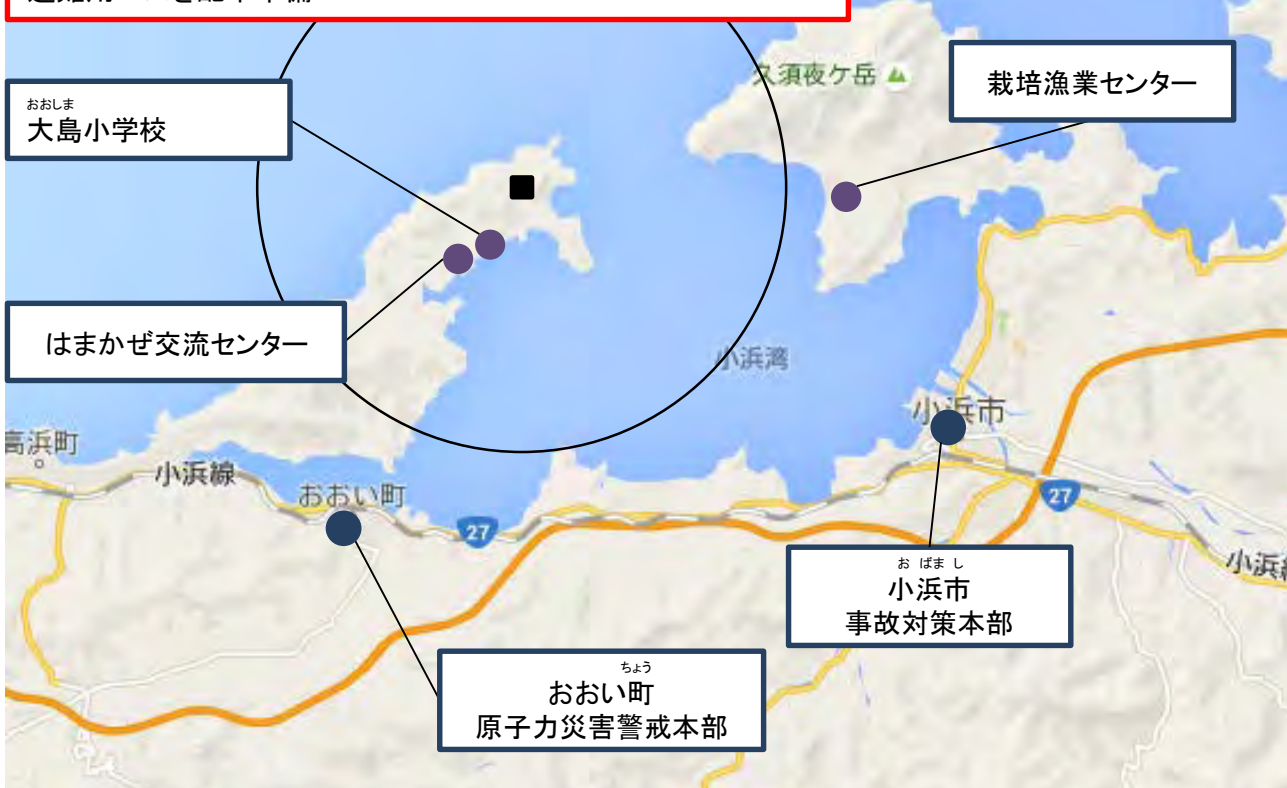 久須夜ケ岳
栽培漁業センター
おおしま
大島小学校
はまかぜ交流センター
小浜湾
小浜市
高浜町
小浜線
おおい町
27
27
小浜線
お ばま し
小浜市
事故対策本部
ちょう
おおい町
原子力災害警戒本部